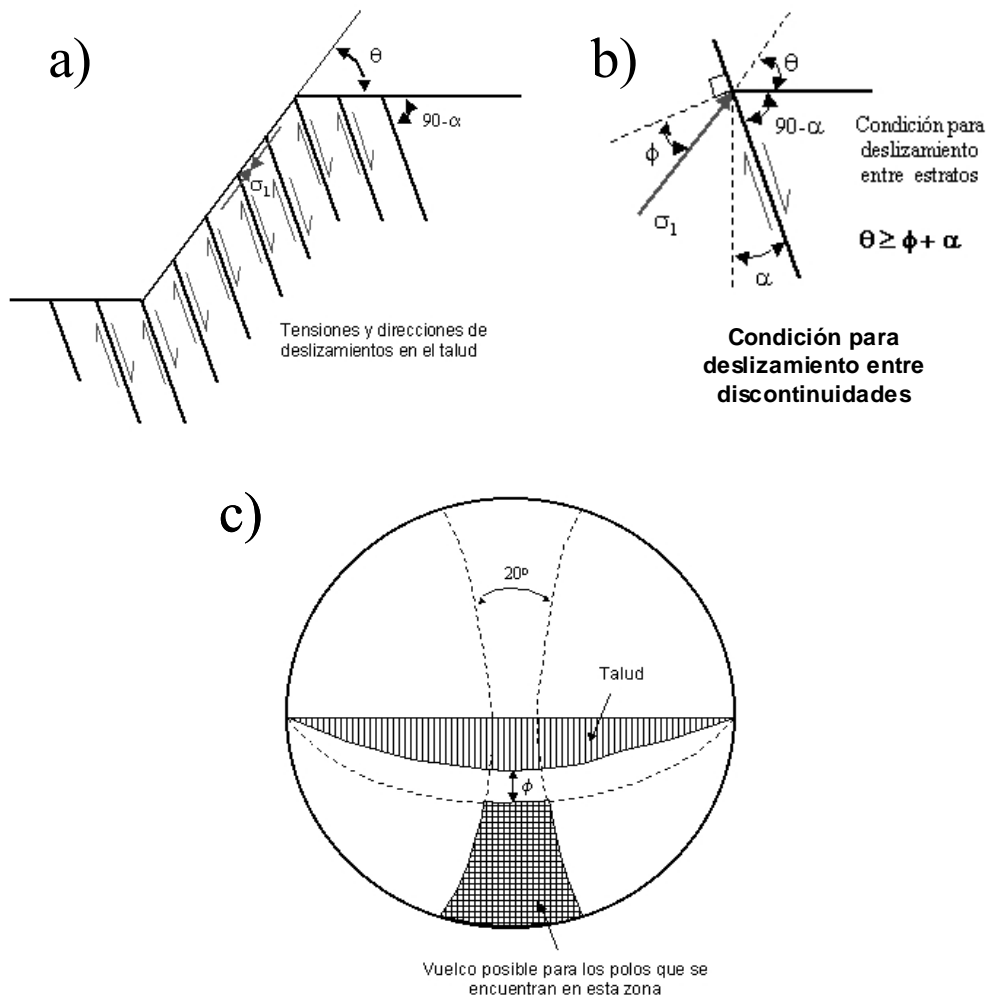 a)
θ
90-α
σ1
Tensiones y direcciones de
deslizamientos en el talud
b)
θ
90-α
ϕ
σ1
α
Condición para
deslizamiento
entre estratos
θ ≥ ϕ + α
Condición para
deslizamiento entre
discontinuidades
c)
20º
Talud
ϕ
Vuelco posible para los polos que se
encuentran en esta zona